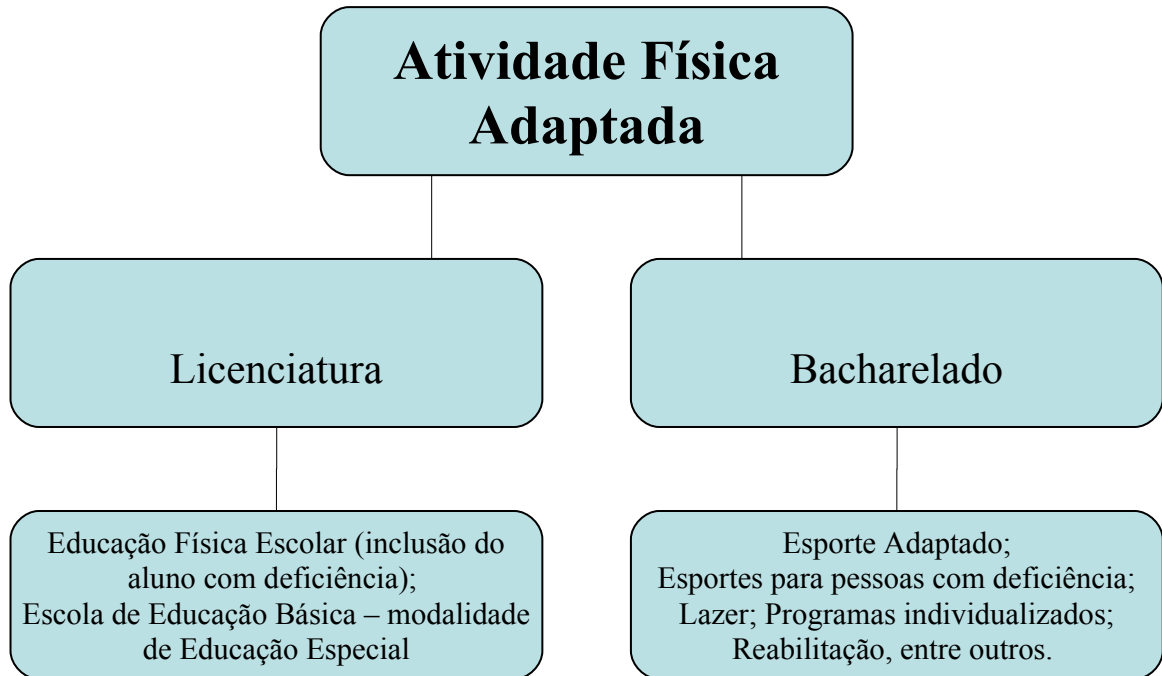 Atividade Física
Adaptada
Licenciatura
Bacharelado
Educação Física Escolar (inclusão do
aluno com deficiência);
Escola de Educação Básica – modalidade
de Educação Especial
Esporte Adaptado;
Esportes para pessoas com deficiência;
Lazer; Programas individualizados;
Reabilitação, entre outros.